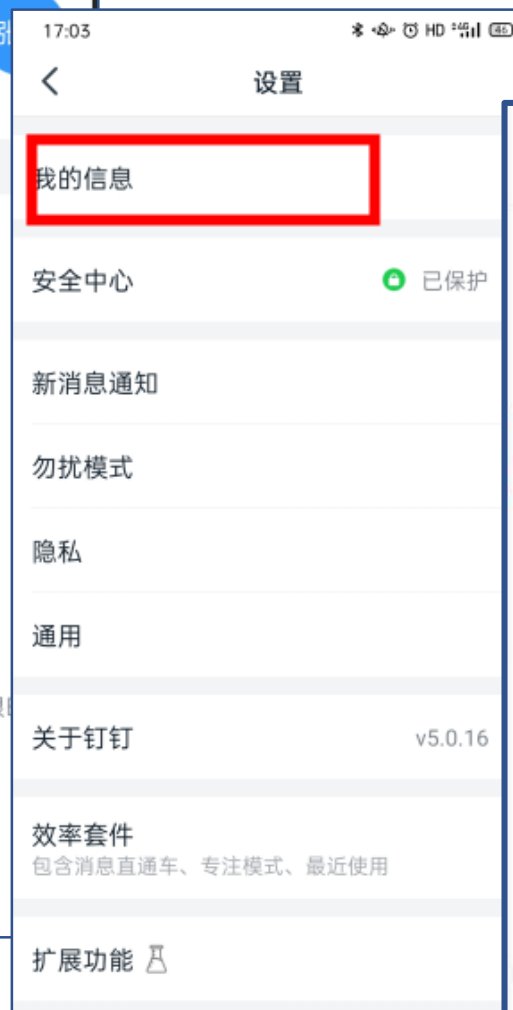 17:03
HD 46
设置
我的信息
安全中心
已保护
新消息通知
勿扰模式
隐私
通用
关于钉钉
v5.0.16
效率套件
包含消息直通车、专注模式、最近使用
扩展功能